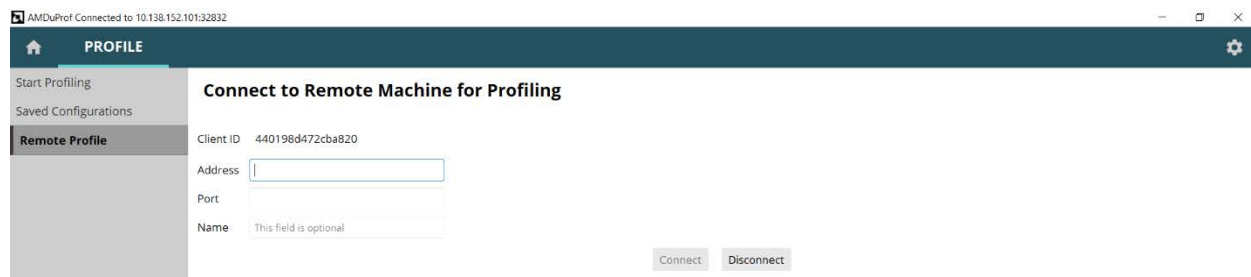 AMDuProf Connected to 10.138.152.101:32832
PROFILE
Start Profiling
Saved Configurations
Remote Profile
Connect to Remote Machine for Profiling
Client ID 440198d472cba820
Address
Port
Name This field is optional
Connect Disconnect